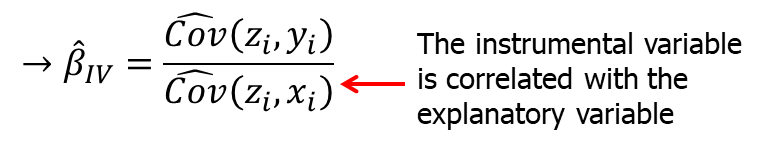 → β̂_IV = Ĉov(z_i, y_i) / Ĉov(z_i, x_i)
The instrumental variable
is correlated with the
explanatory variable